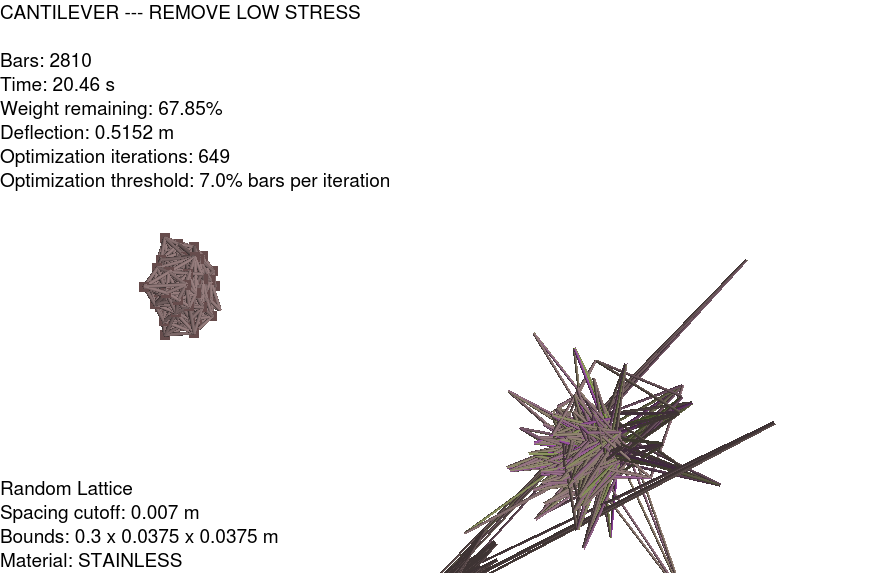 CANTILEVER --- REMOVE LOW STRESS
Bars: 2810
Time: 20.46 s
Weight remaining: 67.85%
Deflection: 0.5152 m
Optimization iterations: 649
Optimization threshold: 7.0% bars per iteration
Random Lattice
Spacing cutoff: 0.007 m
Bounds: 0.3 x 0.0375 x 0.0375 m
Material: STAINLESS